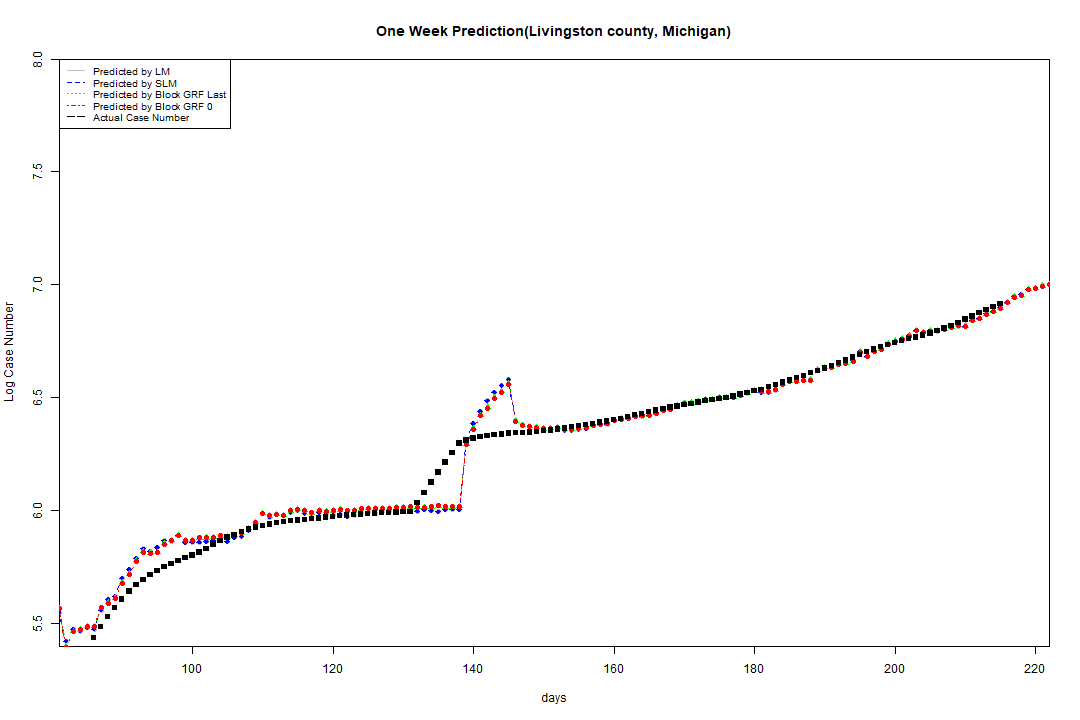 One Week Prediction(Livingston county, Michigan)
Predicted by LM
Predicted by SLM
Predicted by Block GRF Last
Predicted by Block GRF 0
Actual Case Number
8.0
7.5
7.0
6.5
6.0
5.5
Log Case Number
100 120 140 160 180 200 220
days